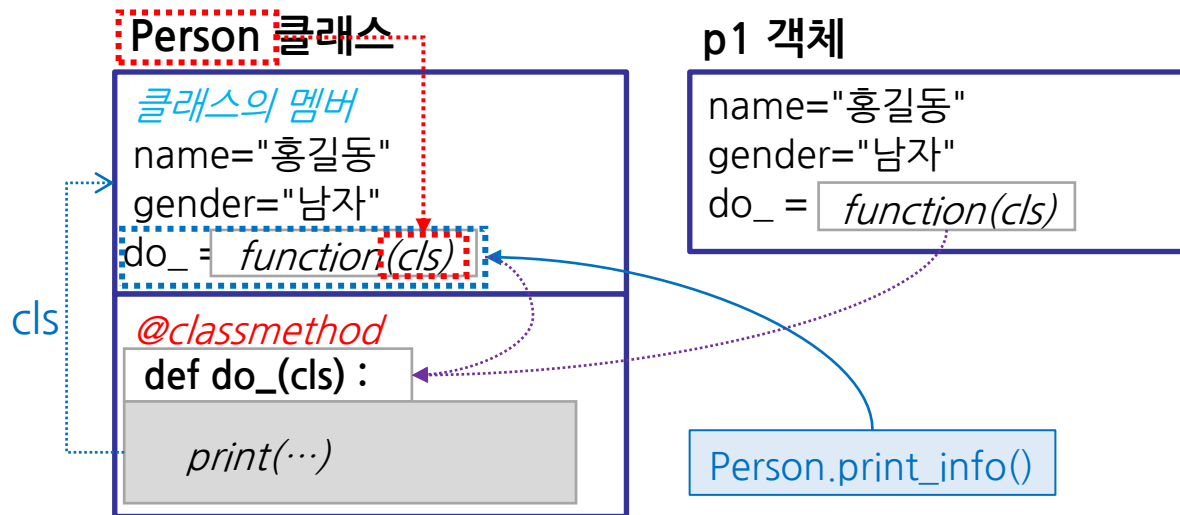 Person 클래스
클래스의 멤버
name="홍길동"
gender="남자"
do_ = function(cls)
cls
@classmethod
def do_(cls) :
print(…)
p1 객체
name="홍길동"
gender="남자"
do_ = function(cls)
Person.print_info()